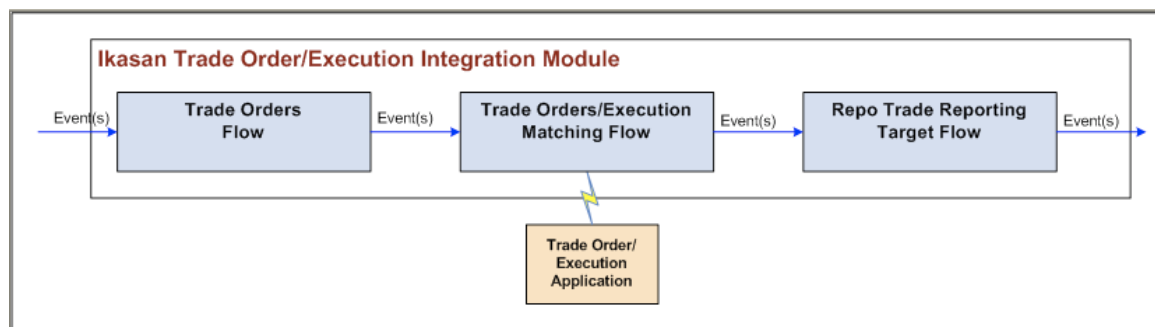 Ikasan Trade Order/Execution Integration Module
Event(s)
Trade Orders
Flow
Event(s)
Trade Orders/Execution
Matching Flow
Event(s)
Repo Trade Reporting
Target Flow
Event(s)
Trade Order/
Execution
Application